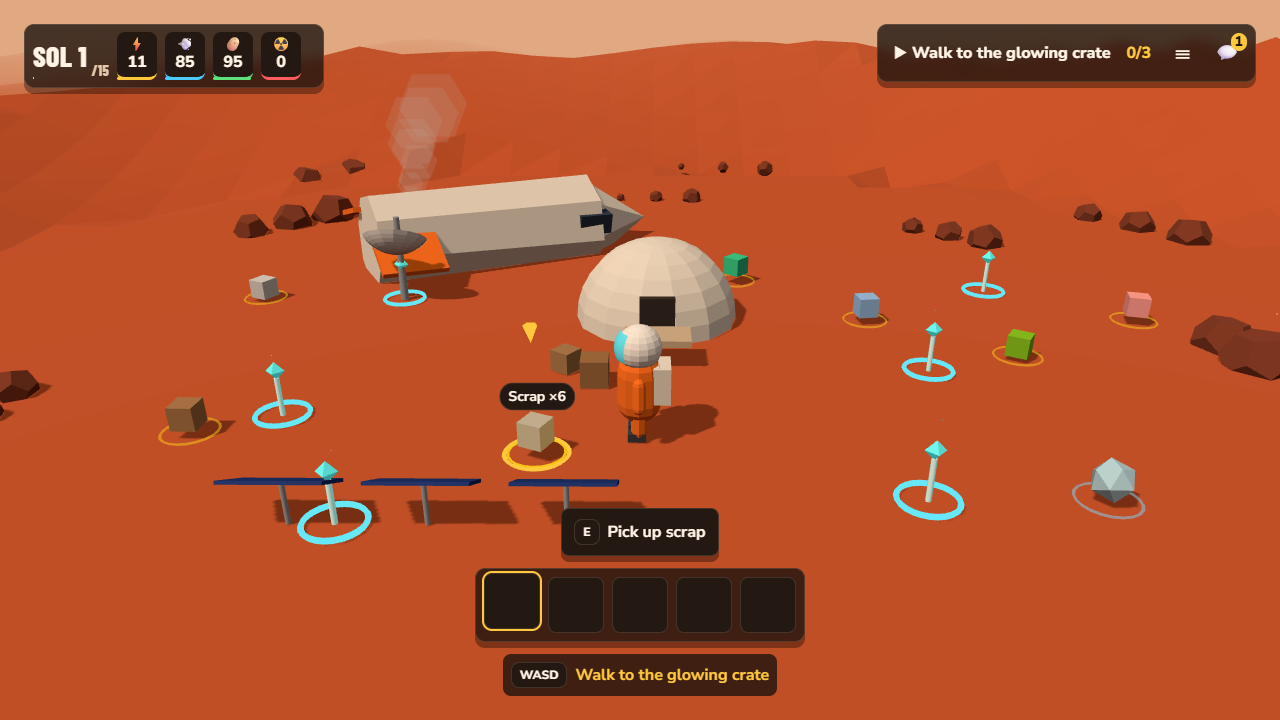 SOL 1 /15
11
85
95
0
▶ Walk to the glowing crate 0/3
1
Scrap ×6
E Pick up scrap
WASD Walk to the glowing crate